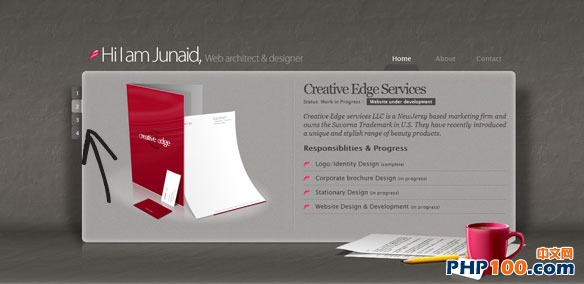 Hi I am Junaid, Web architect & designer
Home About Contact
1
2
3
4
creative edge
Creative Edge Services
Status: Work in Progress - Website under development
Creative Edge services LLC is a NewJersy based marketing firm and
owns the Suvorna Trademark in U.S. They have recently introduced
a unique and stylish range of beauty products.
Responsiblities & Progress
Logo/Identity Design (complete)
Corporate brochure Design (in progress)
Stationary Design (in progress)
Website Design & Development (in progress)
中文网
PHP100.com